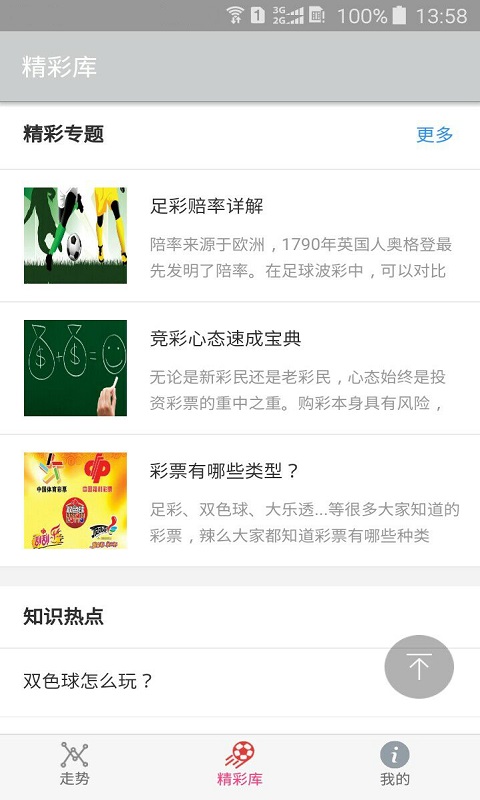 3G
2G
1
100%
13:58
精彩库
精彩专题
更多
足彩赔率详解
陪率来源于欧洲，1790年英国人奥格登最
先发明了陪率。在足球波彩中，可以对比
竞彩心态速成宝典
无论是新彩民还是老彩民，心态始终是投
资彩票的重中之重。购彩本身具有风险，
彩票有哪些类型？
足彩、双色球、大乐透...等很多大家知道的
彩票，辣么大家都知道彩票有哪些种类
中国体育彩票
中国福利彩票
双色球
知识热点
双色球怎么玩？
走势
精彩库
我的